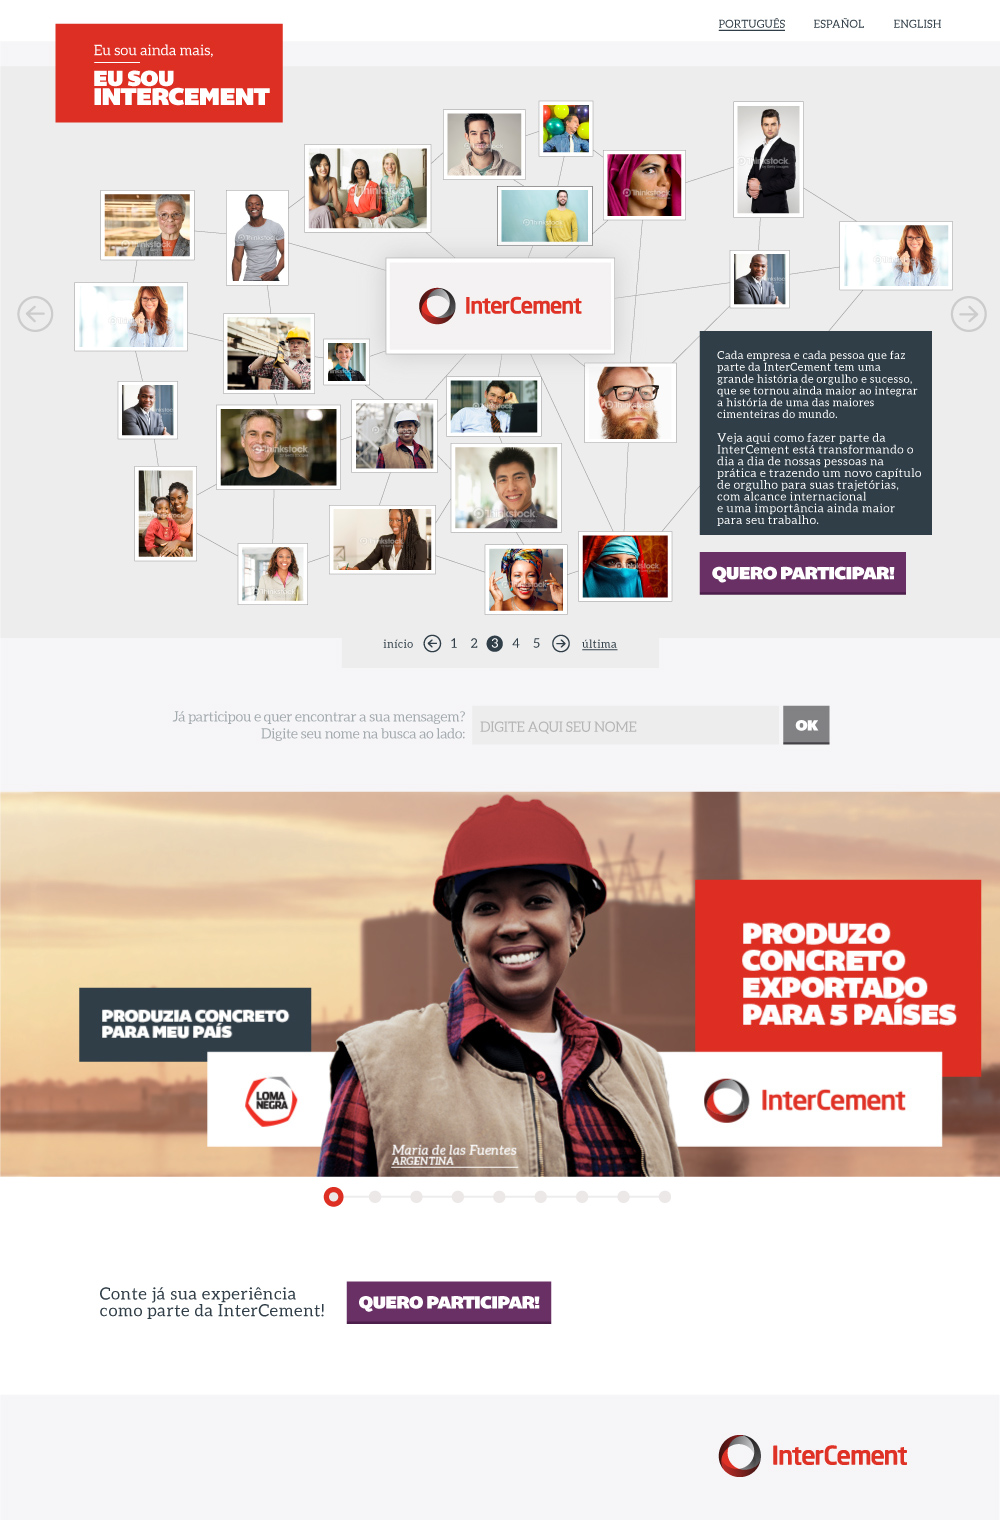 PORTUGUÊS ESPAÑOL ENGLISH
Eu sou ainda mais,
EU SOU
INTERCEMENT
InterCement
Cada empresa e cada pessoa que faz
parte da InterCement tem uma
grande história de orgulho e sucesso,
que se tornou ainda maior ao integrar
a história de uma das maiores
cimenteiras do mundo.
Veja aqui como fazer parte da
InterCement está transformando o
dia a dia de nossas pessoas na
prática e trazendo um novo capítulo
de orgulho para suas trajetórias,
com alcance internacional
e uma importância ainda maior
para seu trabalho.
QUERO PARTICIPAR!
início 1 2 3 4 5 última
Já participou e quer encontrar a sua mensagem?
Digite seu nome na busca ao lado:
DIGITE AQUI SEU NOME
OK
PRODUZIA CONCRETO
PARA MEU PAÍS
PRODUZO
CONCRETO
EXPORTADO
PARA 5 PAÍSES
LOMA
NEGRA
InterCement
Maria de las Fuentes
ARGENTINA
Conte já sua experiência
como parte da InterCement!
QUERO PARTICIPAR!
InterCement